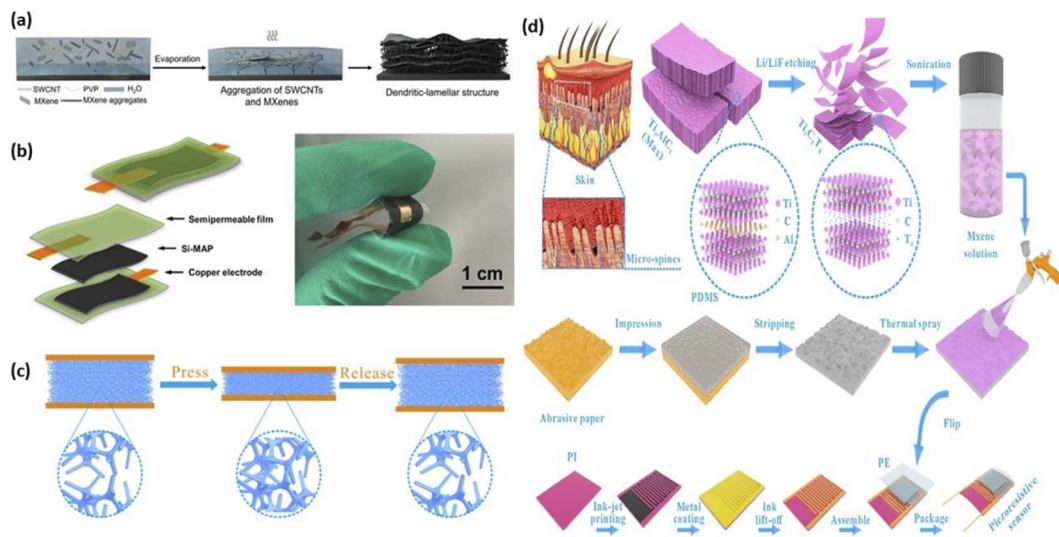 (a)
Evaporation
SWCNT
PVP
H₂O
MXene
MXene aggregates
Aggregation of SWCNTs
and MXenes
Dendritic-lamellar structure
(b)
Semipermeable film
Si-MAP
Copper electrode
1 cm
(c)
Press
Release
(d)
Skin
Micro-spines
Ti₃AlC₂
(Max)
Li/LiF etching
Ti₃C₂Tₓ
Sonication
Ti
C
Al
Ti
C
Tₓ
Mxene
solution
PDMS
Abrasive paper
Impression
Stripping
Thermal spray
Flip
PI
Ink-jet
printing
Metal
coating
Ink
lift-off
Assemble
PE
Package
Piezoresistive
sensor